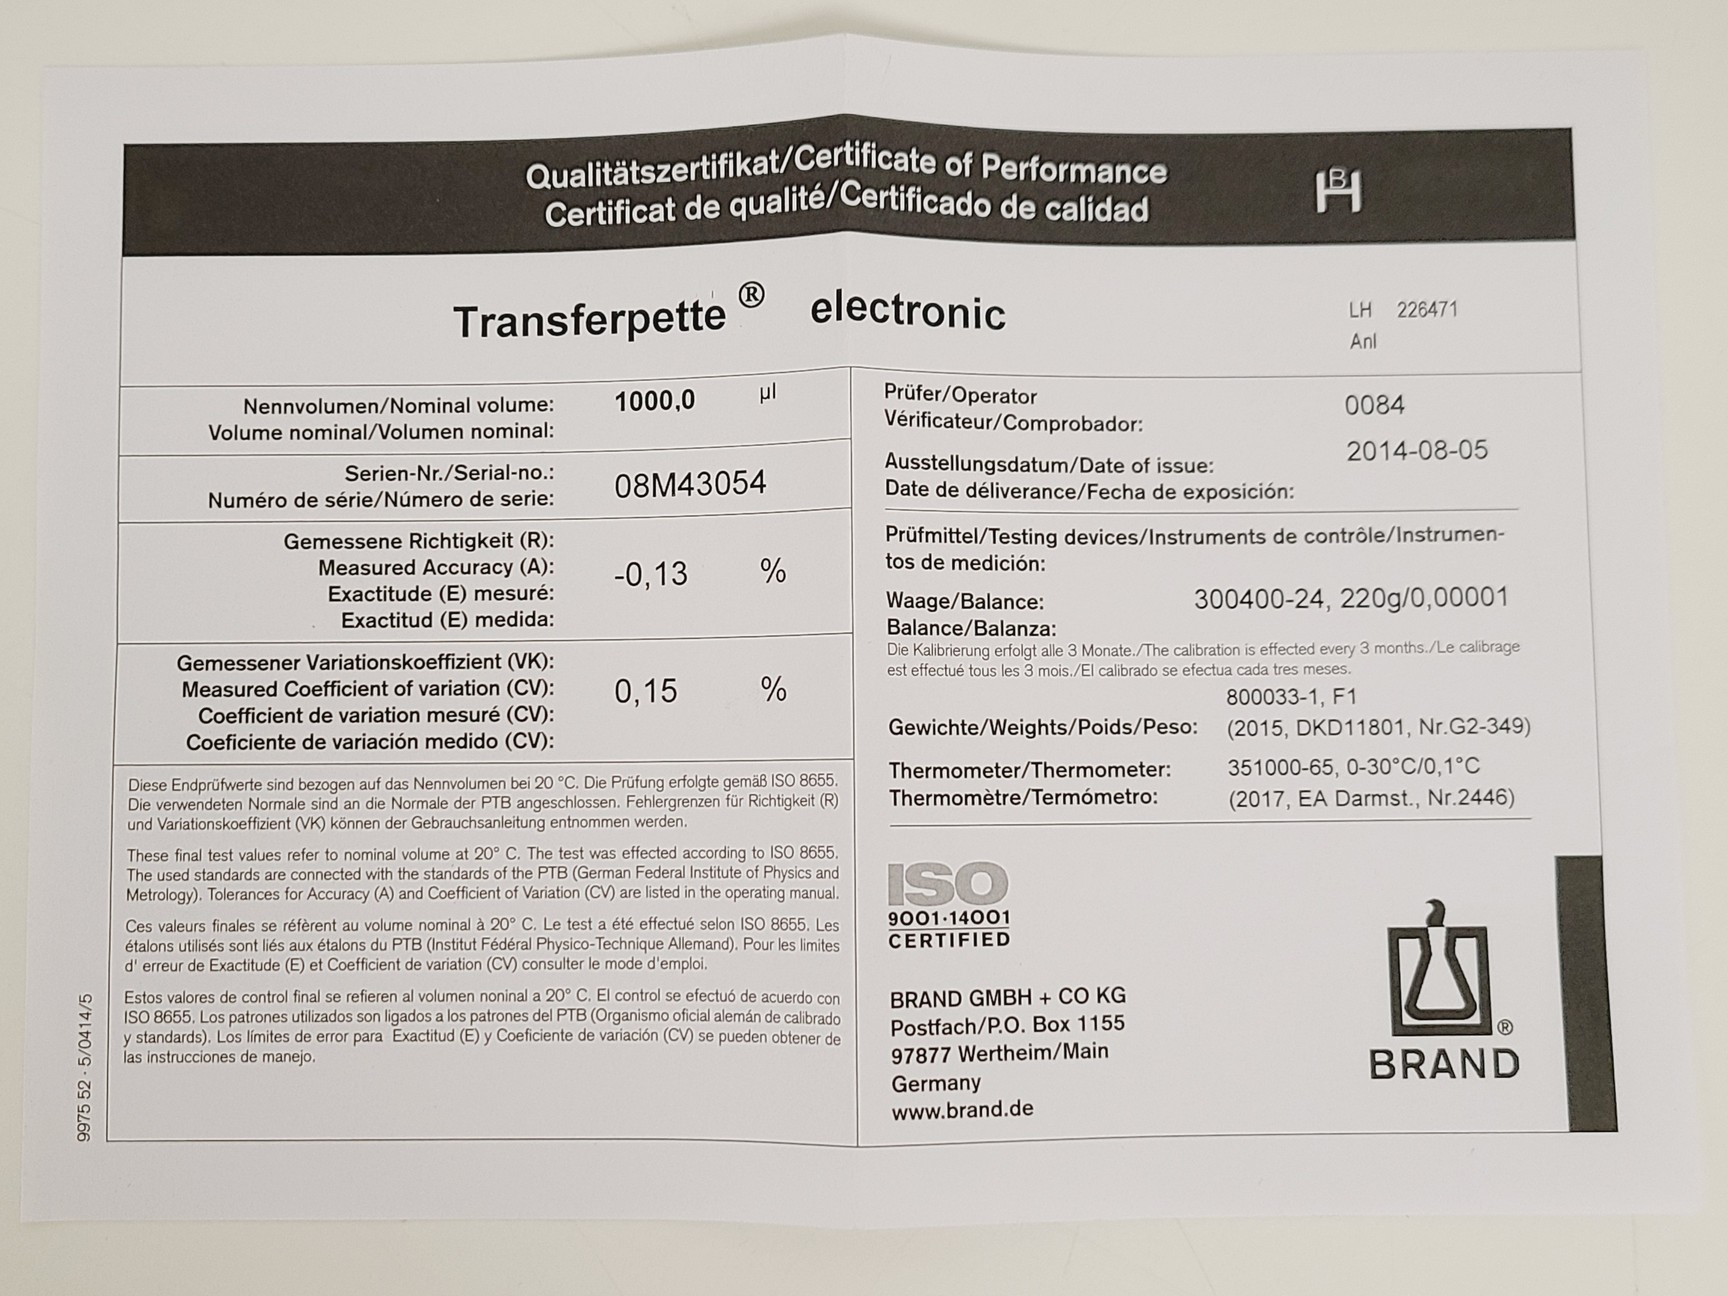 Qualitätszertifikat/Certificate of Performance
Certificat de qualité/Certificado de calidad
BH
Transferpette® electronic
LH 226471
Anl
Nennvolumen/Nominal volume: 1000,0 µl
Volume nominal/Volumen nominal:
Serien-Nr./Serial-no.:
Numéro de série/Número de serie: 08M43054
Gemessene Richtigkeit (R):
Measured Accuracy (A): -0,13 %
Exactitude (E) mesuré:
Exactitud (E) medida:
Gemessener Variationskoeffizient (VK):
Measured Coefficient of variation (CV): 0,15 %
Coefficient de variation mesuré (CV):
Coeficiente de variación medido (CV):
Diese Endprüfwerte sind bezogen auf das Nennvolumen bei 20 °C. Die Prüfung erfolgte gemäß ISO 8655.
Die verwendeten Normale sind an die Normale der PTB angeschlossen. Fehlergrenzen für Richtigkeit (R)
und Variationskoeffizient (VK) können der Gebrauchsanleitung entnommen werden.
These final test values refer to nominal volume at 20° C. The test was effected according to ISO 8655.
The used standards are connected with the standards of the PTB (German Federal Institute of Physics and
Metrology). Tolerances for Accuracy (A) and Coefficient of Variation (CV) are listed in the operating manual.
Ces valeurs finales se réfèrent au volume nominal à 20° C. Le test a été effectué selon ISO 8655. Les
étalons utilisés sont liés aux étalons du PTB (Institut Fédéral Physico-Technique Allemand). Pour les limites
d' erreur de Exactitude (E) et Coefficient de variation (CV) consulter le mode d'emploi.
Estos valores de control final se refieren al volumen noninal a 20° C. El control se efectuó de acuerdo con
ISO 8655. Los patrones utilizados son ligados a los patrones del PTB (Organismo oficial alemán de calibrado
y standards). Los límites de error para Exactitud (E) y Coeficiente de variación (CV) se pueden obtener de
las instrucciones de manejo.
9975 52 · 5/0414/5
Prüfer/Operator
Vérificateur/Comprobador: 0084
Ausstellungsdatum/Date of issue: 2014-08-05
Date de déliverance/Fecha de exposición:
Prüfmittel/Testing devices/Instruments de contrôle/Instrumen-
tos de medición:
Waage/Balance: 300400-24, 220g/0,00001
Balance/Balanza:
Die Kalibrierung erfolgt alle 3 Monate./The calibration is effected every 3 months./Le calibrage
est effectué tous les 3 mois./El calibrado se efectua cada tres meses.
800033-1, F1
Gewichte/Weights/Poids/Peso: (2015, DKD11801, Nr.G2-349)
Thermometer/Thermometer: 351000-65, 0-30°C/0,1°C
Thermomètre/Termómetro: (2017, EA Darmst., Nr.2446)
ISO
9001·14001
CERTIFIED
BRAND GMBH + CO KG
Postfach/P.O. Box 1155
97877 Wertheim/Main
Germany
www.brand.de
®
BRAND